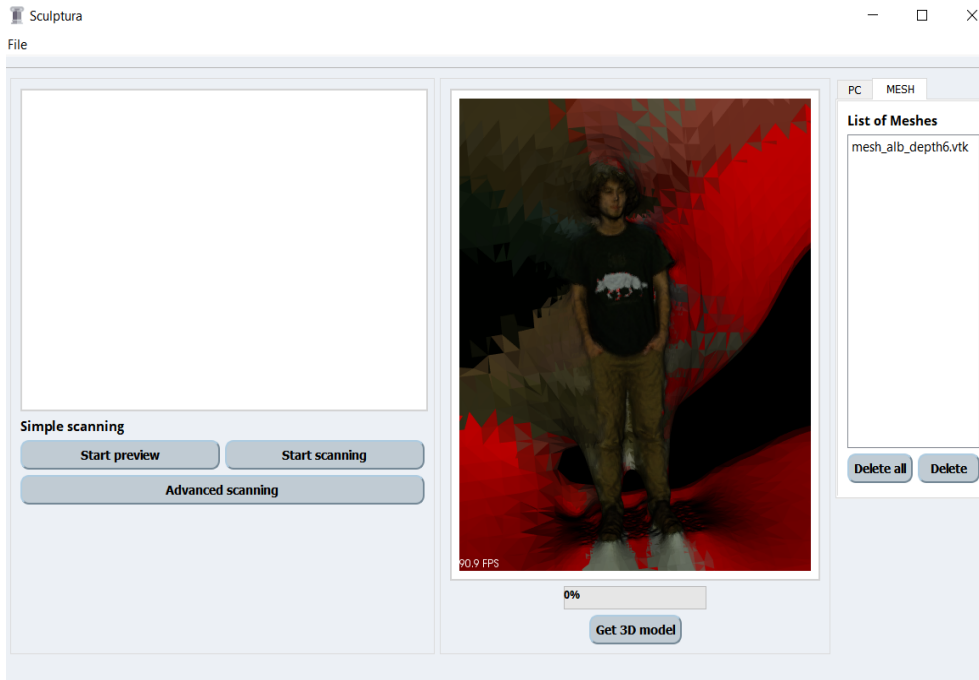 Sculptura
File
Simple scanning
Start preview
Start scanning
Advanced scanning
90.9 FPS
0%
Get 3D model
PC
MESH
List of Meshes
mesh_alb_depth6.vtk
Delete all
Delete